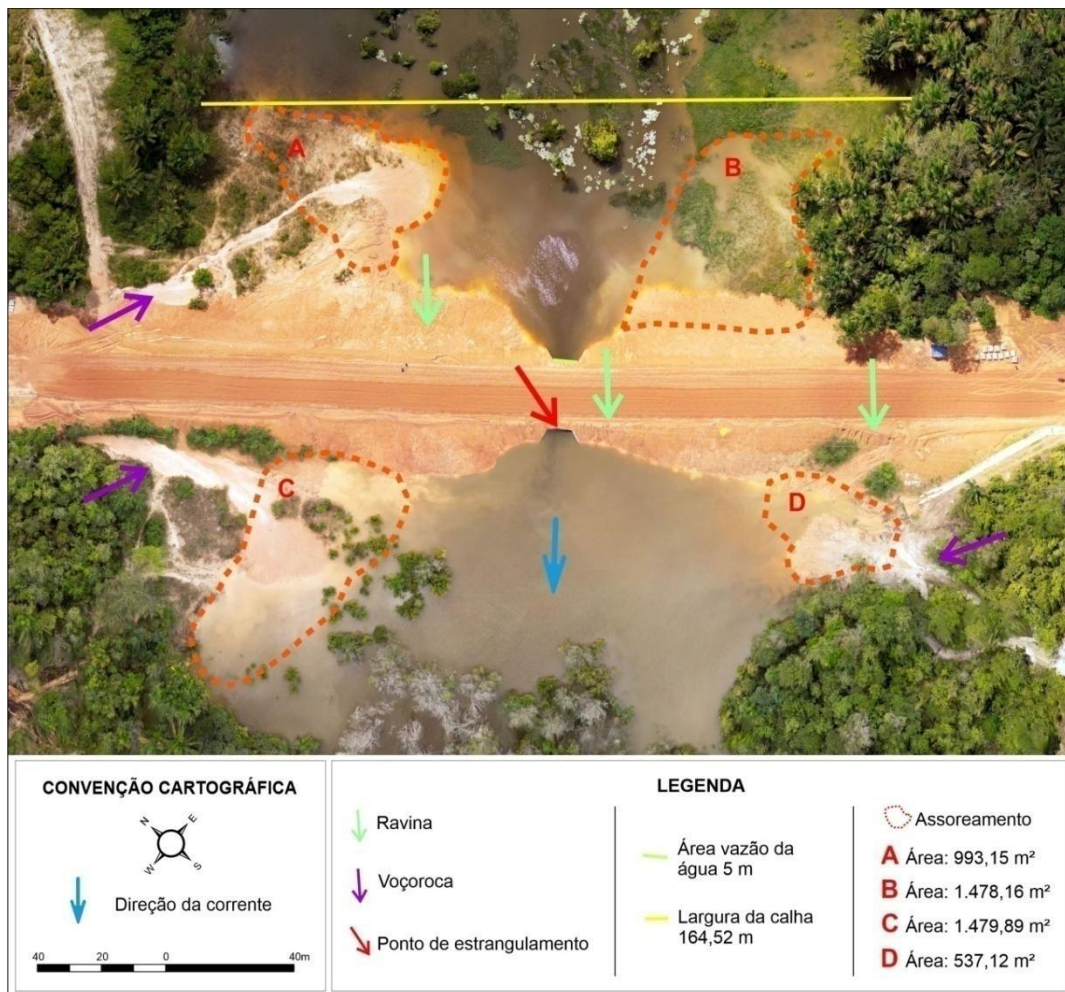 A
B
C
D
CONVENÇÃO CARTOGRÁFICA
N
E
W
S
Direção da corrente
40
20
0
40m
LEGENDA
Ravina
Voçoroca
Ponto de estrangulamento
Área vazão da
água 5 m
Largura da calha
164,52 m
Assoreamento
A Área: 993,15 m²
B Área: 1.478,16 m²
C Área: 1.479,89 m²
D Área: 537,12 m²